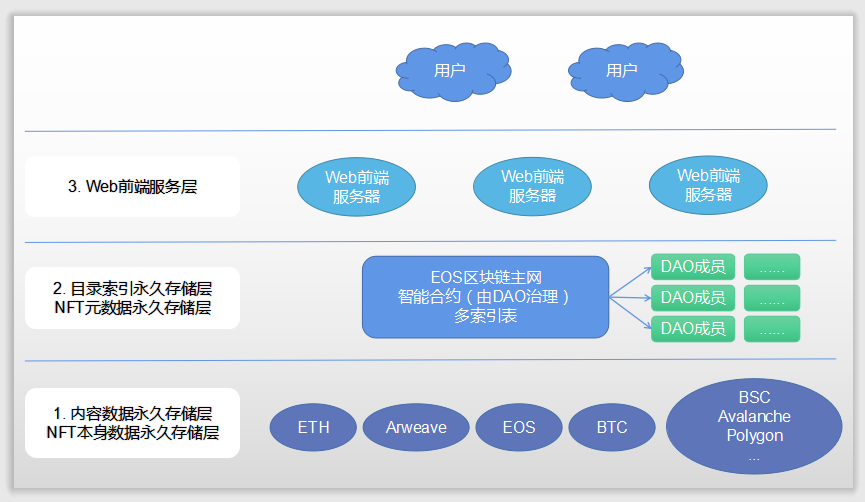 用户
用户
3. Web前端服务层
Web前端
服务器
Web前端
服务器
Web前端
服务器
2. 目录索引永久存储层
NFT元数据永久存储层
EOS区块链主网
智能合约（由DAO治理）
多索引表
DAO成员
......
DAO成员
......
DAO成员
......
1. 内容数据永久存储层
NFT本身数据永久存储层
ETH
Arweave
EOS
BTC
BSC
Avalanche
Polygon
...